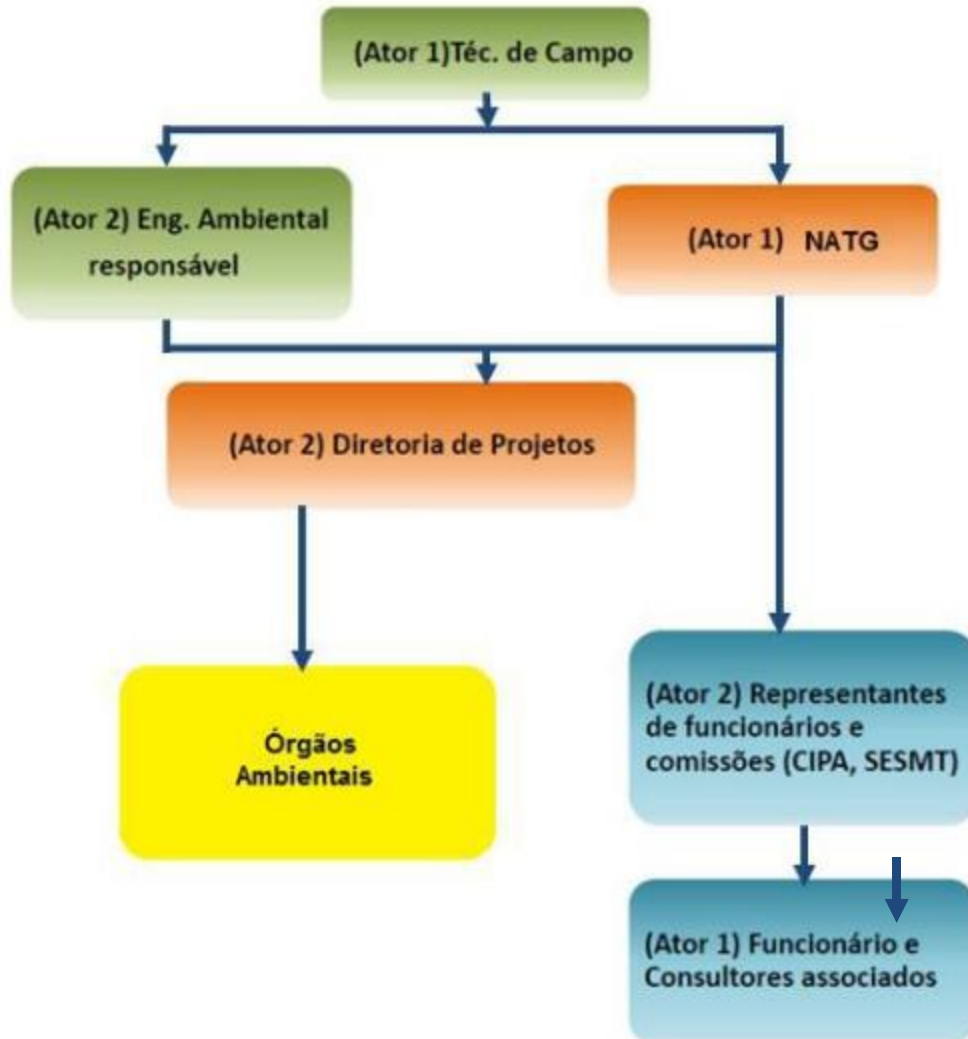 (Ator 1)Téc. de Campo
(Ator 2) Eng. Ambiental
responsável
(Ator 1) NATG
(Ator 2) Diretoria de Projetos
Órgãos
Ambientais
(Ator 2) Representantes
de funcionários e
comissões (CIPA, SESMT)
(Ator 1) Funcionário e
Consultores associados